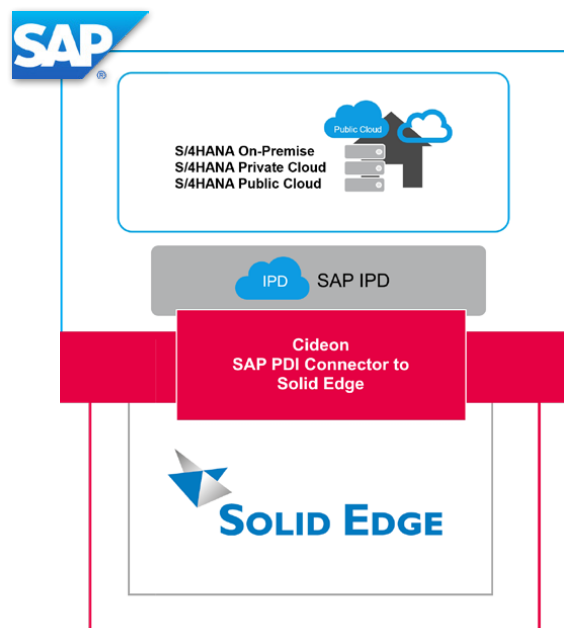 SAP
®
Public Cloud
S/4HANA On-Premise
S/4HANA Private Cloud
S/4HANA Public Cloud
IPD SAP IPD
Cideon
SAP PDI Connector to
Solid Edge
SOLID EDGE